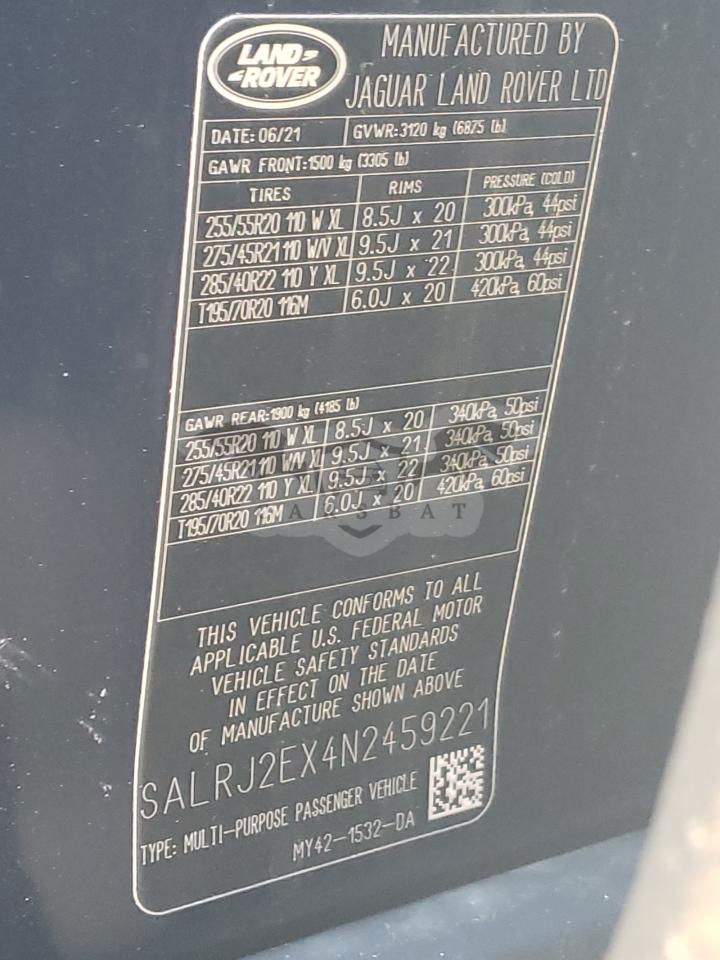 LAND ROVER
MANUFACTURED BY
JAGUAR LAND ROVER LTD
DATE: 06/21 GVWR:3120 kg (6875 lb)
GAWR FRONT:1500 kg (3305 lb)
TIRES RIMS PRESSURE (COLD)
255/55R20 110 W XL 8.5J x 20 300kPa, 44psi
275/45R21 110 W/V XL 9.5J x 21 300kPa, 44psi
285/40R22 110 Y XL 9.5J x 22 300kPa, 44psi
T195/70R20 116M 6.0J x 20 420kPa, 60psi
GAWR REAR:1900 kg (4185 lb)
255/55R20 110 W XL 8.5J x 20 340kPa, 50psi
275/45R21 110 W/V XL 9.5J x 21 340kPa, 50psi
285/40R22 110 Y XL 9.5J x 22 340kPa, 50psi
T195/70R20 116M 6.0J x 20 420kPa, 60psi
THIS VEHICLE CONFORMS TO ALL
APPLICABLE U.S. FEDERAL MOTOR
VEHICLE SAFETY STANDARDS
IN EFFECT ON THE DATE
OF MANUFACTURE SHOWN ABOVE
SALRJ2EX4N2459221
TYPE: MULTI-PURPOSE PASSENGER VEHICLE
MY42-1532-DA